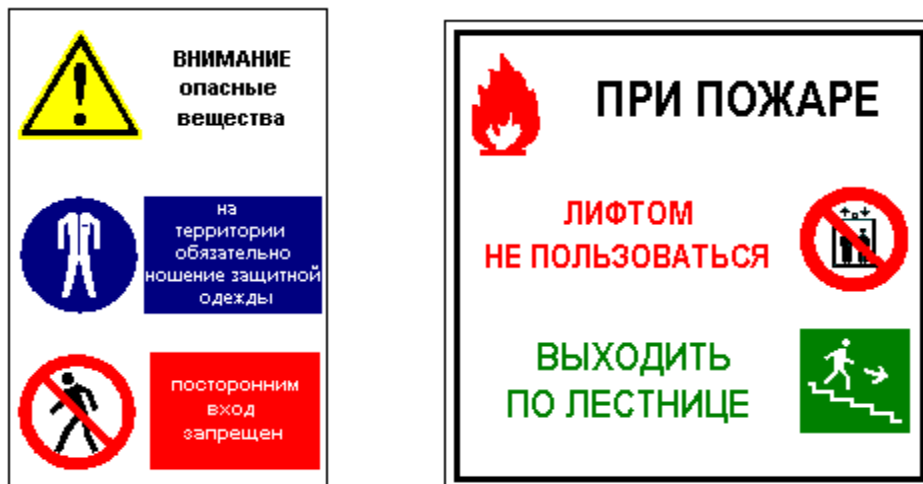 ВНИМАНИЕ
опасные
вещества
на
территории
обязательно
ношение защитной
одежды
посторонним
вход
запрещен
ПРИ ПОЖАРЕ
ЛИФТОМ
НЕ ПОЛЬЗОВАТЬСЯ
ВЫХОДИТЬ
ПО ЛЕСТНИЦЕ